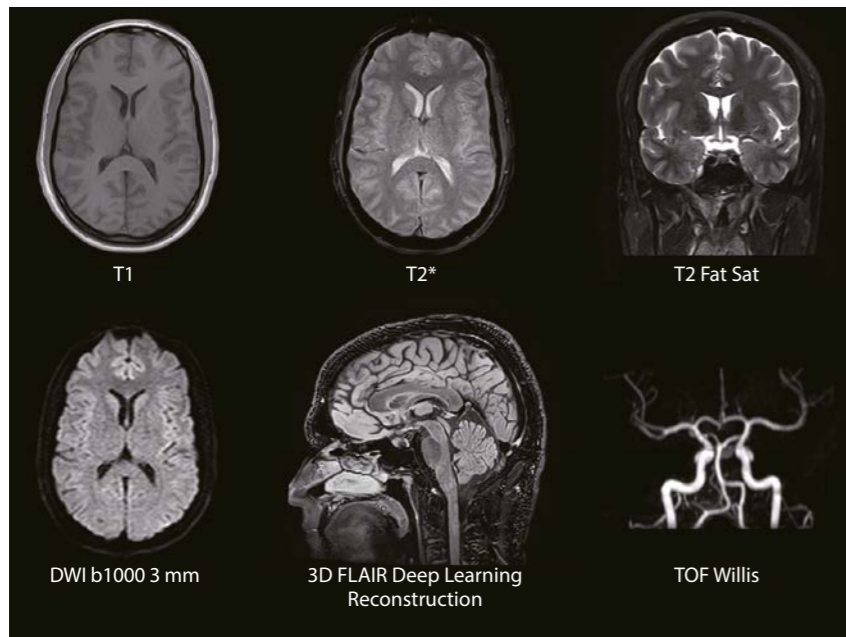 T1
T2*
T2 Fat Sat
DWI b1000 3 mm
3D FLAIR Deep Learning
Reconstruction
TOF Willis